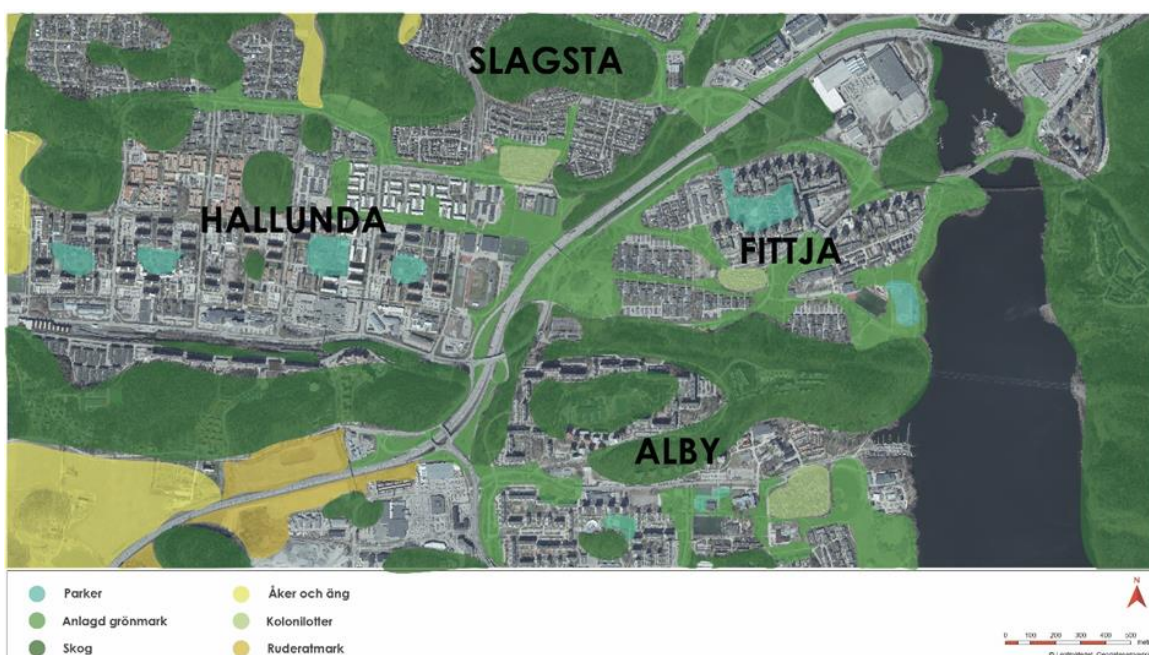 SLAGSTA
HALLUNDA
FITTJA
ALBY
Parker
Åker och äng
Anlagd grönmark
Kolonilotter
Skog
Ruderatmark
N
0 100 200 300 400 500